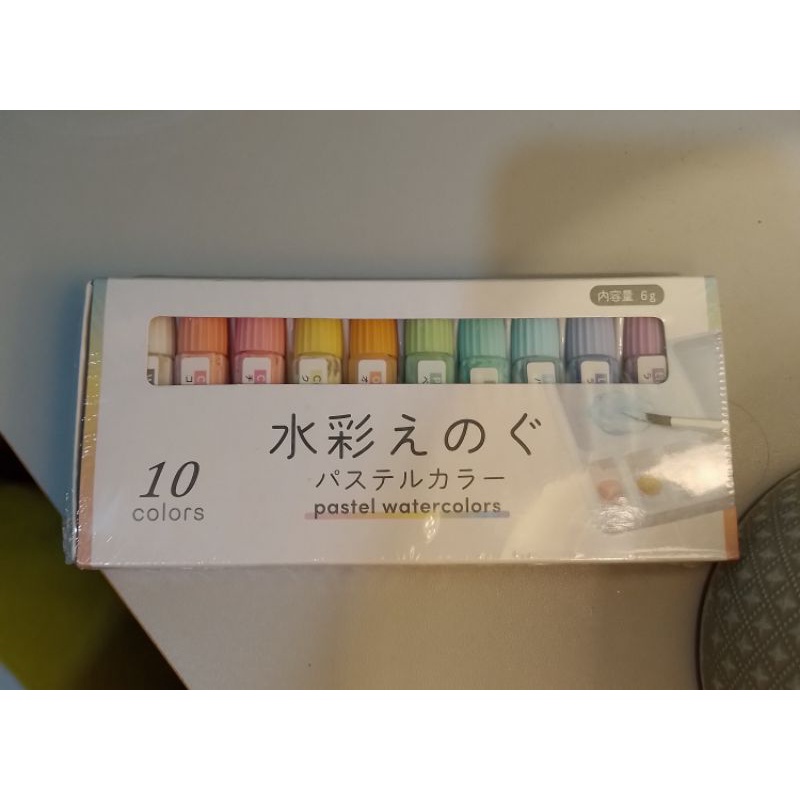 内容量 6g
水彩えのぐ
10
パステルカラー
colors
pastel watercolors